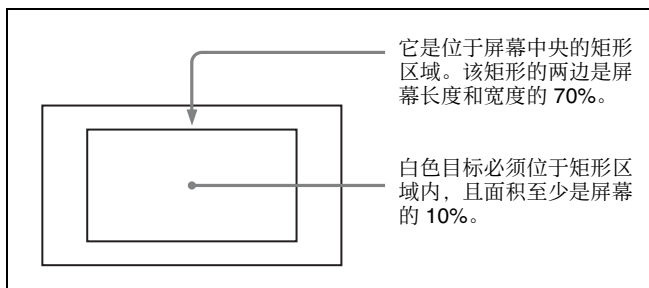 它是位于屏幕中央的矩形
区域。该矩形的两边是屏
幕长度和宽度的 70%。
白色目标必须位于矩形区
域内，且面积至少是屏幕
的 10%。